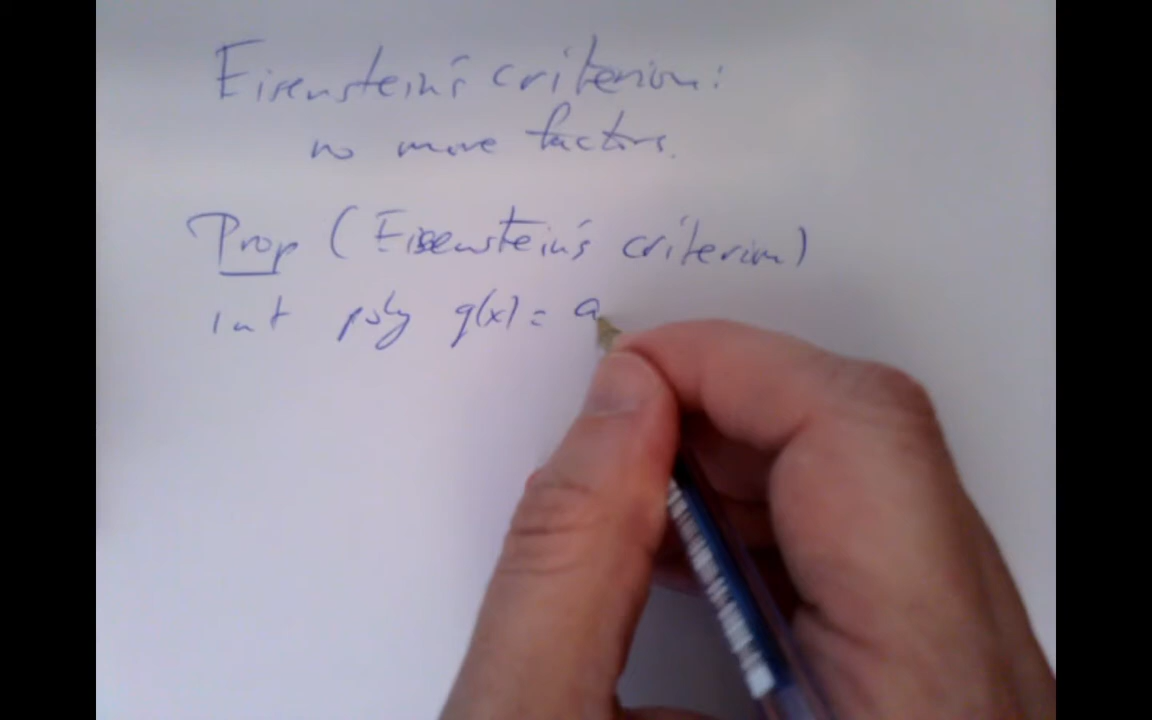 Eisenstein's criterion:
no more factors.
Prop (Eisenstein's criterion)
int poly q(x) = a